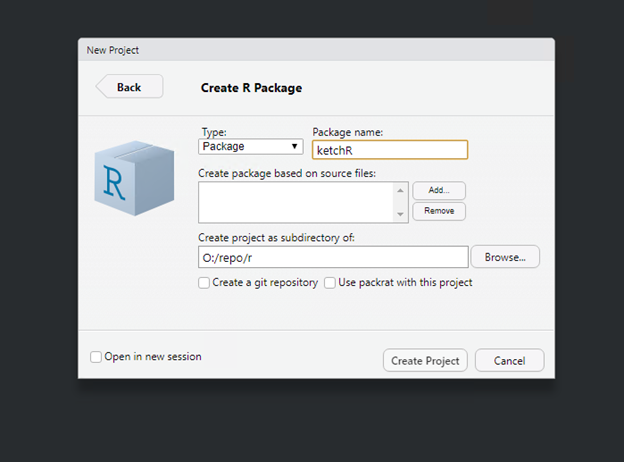 New Project
Back
Create R Package
R
Type:
Package name:
Package
ketchR
Create package based on source files:
Add...
Remove
Create project as subdirectory of:
O:/repo/r
Browse...
Create a git repository
Use packrat with this project
Open in new session
Create Project
Cancel